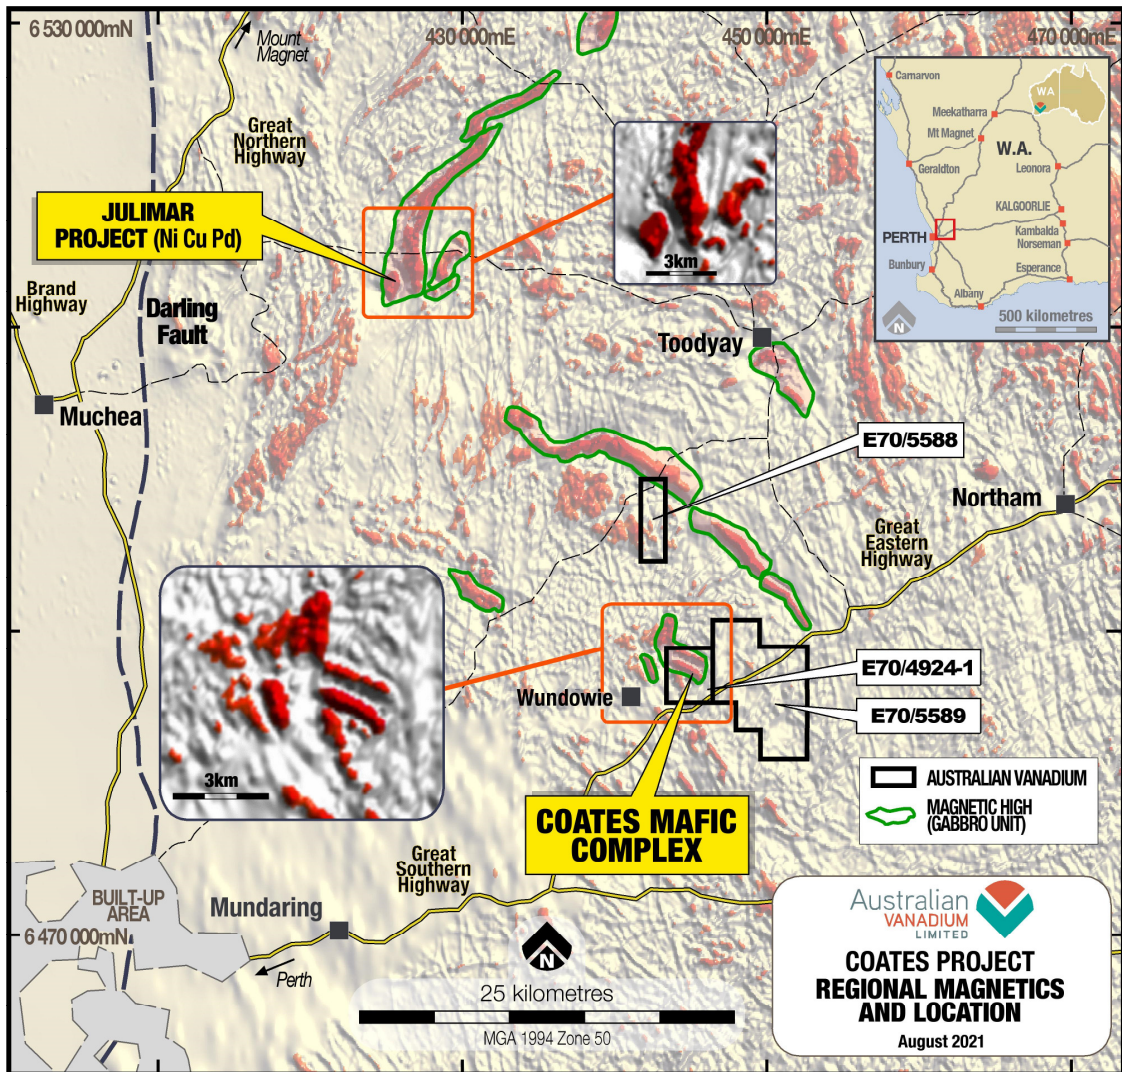 6 530 000mN
430 000mE
450 000mE
470 000mE
Mount
Magnet
Great
Northern
Highway
JULIMAR
PROJECT (Ni Cu Pd)
3km
Carnarvon
WA
Meekatharra
Mt Magnet
W.A.
Geraldton
Leonora
KALGOORLIE
PERTH
Kambalda
Norseman
Bunbury
Esperance
Albany
N
500 kilometres
Brand
Highway
Darling
Fault
Toodyay
Muchea
E70/5588
Northam
Great
Eastern
Highway
E70/4924-1
Wundowie
E70/5589
3km
AUSTRALIAN VANADIUM
MAGNETIC HIGH
(GABBRO UNIT)
COATES MAFIC
COMPLEX
Great
Southern
Highway
BUILT-UP
AREA
Mundaring
6 470 000mN
Perth
N
25 kilometres
MGA 1994 Zone 50
Australian
VANADIUM
LIMITED
COATES PROJECT
REGIONAL MAGNETICS
AND LOCATION
August 2021